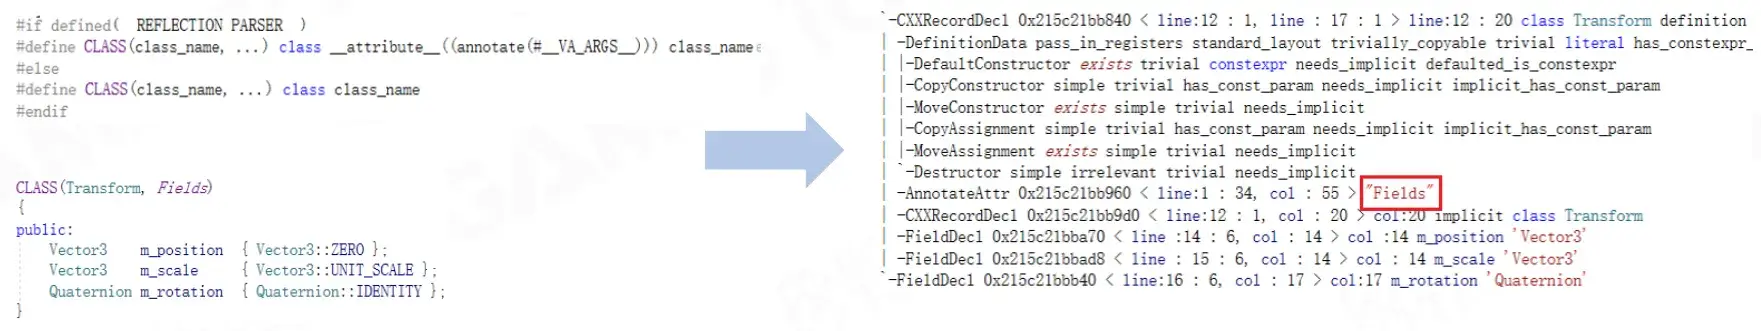 #if defined( REFLECTION PARSER )
#define CLASS(class_name, ...) class __attribute__((annotate(#__VA_ARGS__))) class_name
#else
#define CLASS(class_name, ...) class class_name
#endif
CLASS(Transform, Fields)
{
public:
Vector3 m_position { Vector3::ZERO };
Vector3 m_scale { Vector3::UNIT_SCALE };
Quaternion m_rotation { Quaternion::IDENTITY };
}
`-CXXRecordDecl 0x215c21bb840 < line:12 : 1, line : 17 : 1 > line:12 : 20 class Transform definition
| -DefinitionData pass_in_registers standard_layout trivially_copyable trivial literal has_constexpr_
| |-DefaultConstructor exists trivial constexpr needs_implicit defaulted_is_constexpr
| |-CopyConstructor simple trivial has_const_param needs_implicit implicit_has_const_param
| |-MoveConstructor exists simple trivial needs_implicit
| |-CopyAssignment simple trivial has_const_param needs_implicit implicit_has_const_param
| |-MoveAssignment exists simple trivial needs_implicit
| `-Destructor simple irrelevant trivial needs_implicit
| -AnnotateAttr 0x215c21bb960 < line:1 : 34, col : 55 > "Fields"
| -CXXRecordDecl 0x215c21bb9d0 < line:12 : 1, col : 20 > col:20 implicit class Transform
| -FieldDecl 0x215c21bba70 < line :14 : 6, col : 14 > col :14 m_position 'Vector3'
| -FieldDecl 0x215c21bbad8 < line : 15 : 6, col : 14 > col : 14 m_scale 'Vector3'
`-FieldDecl 0x215c21bbb40 < line:16 : 6, col : 17 > col:17 m_rotation 'Quaternion'